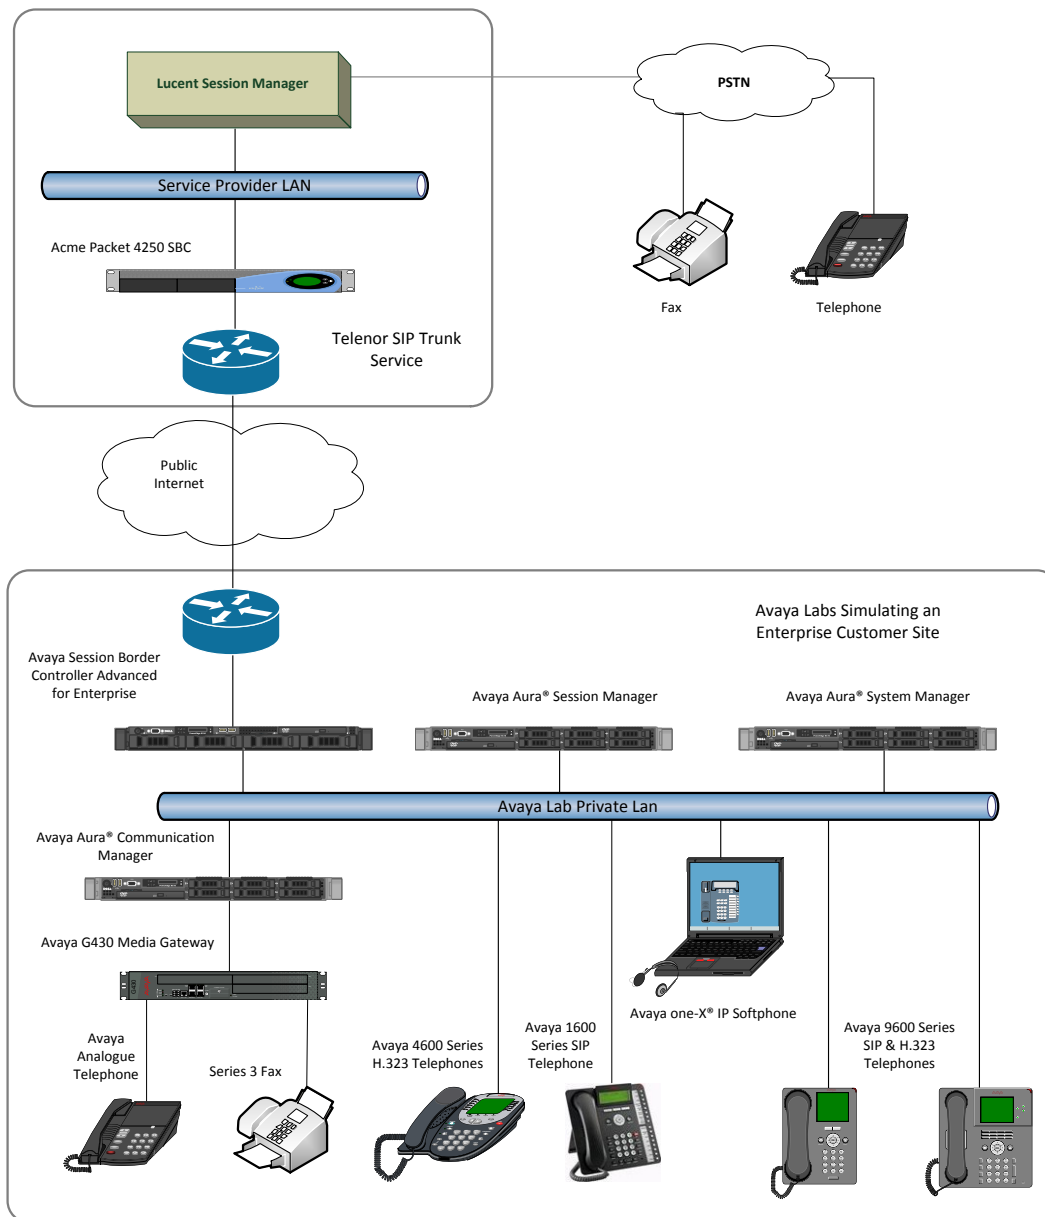 Lucent Session Manager
PSTN
Service Provider LAN
Acme Packet 4250 SBC
Fax
Telephone
Telenor SIP Trunk
Service
Public
Internet
Avaya Labs Simulating an
Enterprise Customer Site
Avaya Session Border
Controller Advanced
for Enterprise
Avaya Aura® Session Manager
Avaya Aura® System Manager
Avaya Lab Private Lan
Avaya Aura® Communication
Manager
Avaya G430 Media Gateway
G430
Avaya one-X® IP Softphone
Avaya
Analogue
Telephone
Series 3 Fax
Avaya 4600 Series
H.323 Telephones
Avaya 1600
Series SIP
Telephone
Avaya 9600 Series
SIP & H.323
Telephones